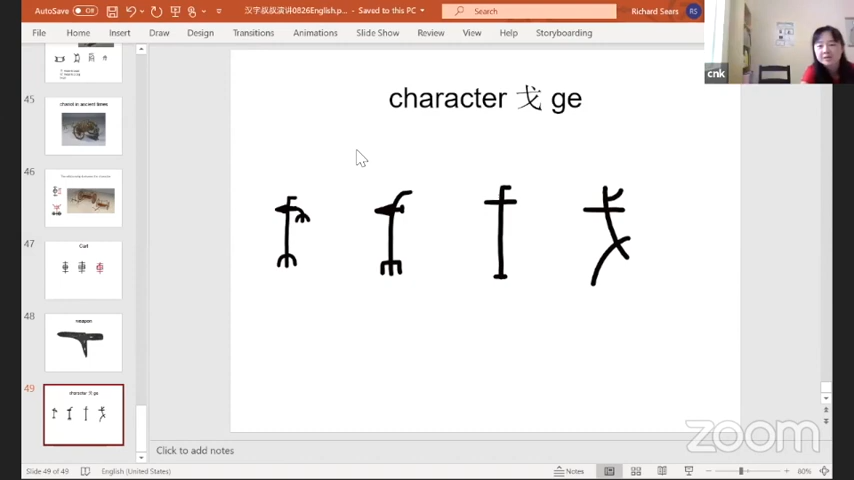 AutoSave Off 汉字叔叔演讲0826English.p... - Saved to this PC Search Richard Sears RS
File Home Insert Draw Design Transitions Animations Slide Show Review View Help Storyboarding
cnk
45
chariot in ancient times
46
47
Cart
48
weapon
49
character 戈 ge
character 戈 ge
zoom
Click to add notes
Slide 49 of 49 English (United States) Notes 80%